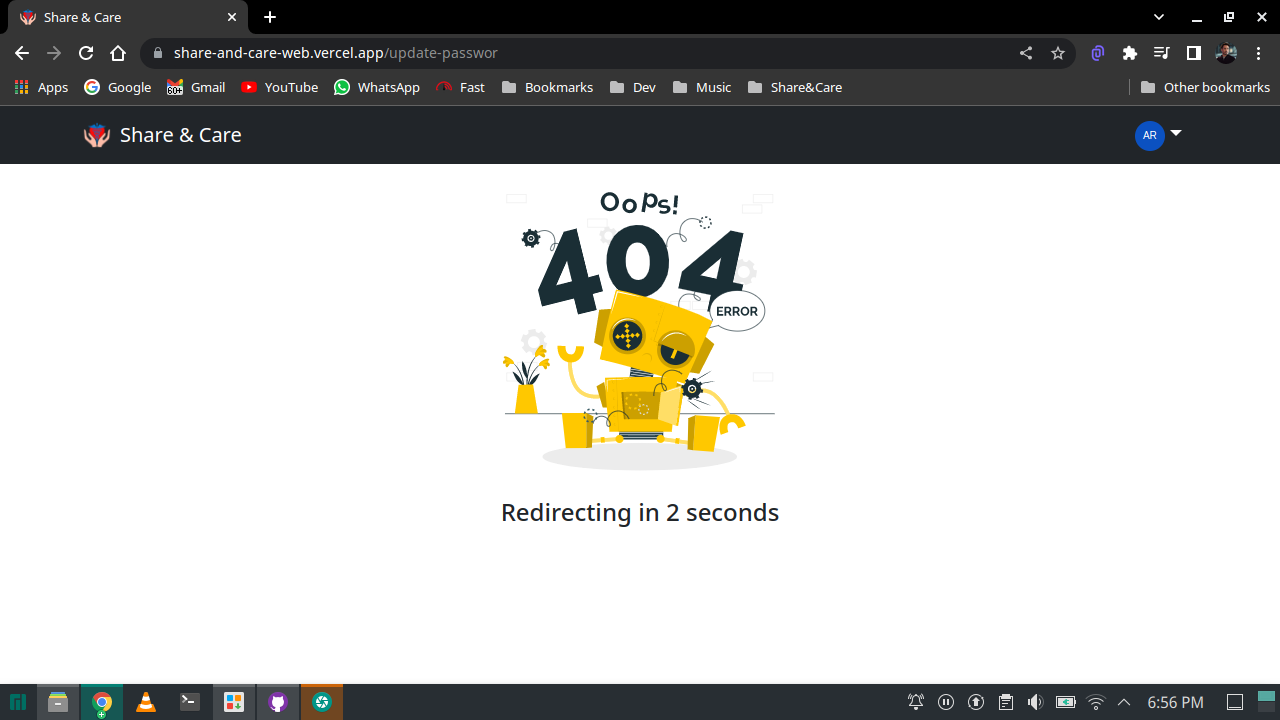 Share & Care
share-and-care-web.vercel.app/update-passwor
Apps
Google
60+
Gmail
YouTube
WhatsApp
Fast
Bookmarks
Dev
Music
Share&Care
Other bookmarks
Share & Care
AR
Oops!
404
ERROR
Redirecting in 2 seconds
6:56 PM